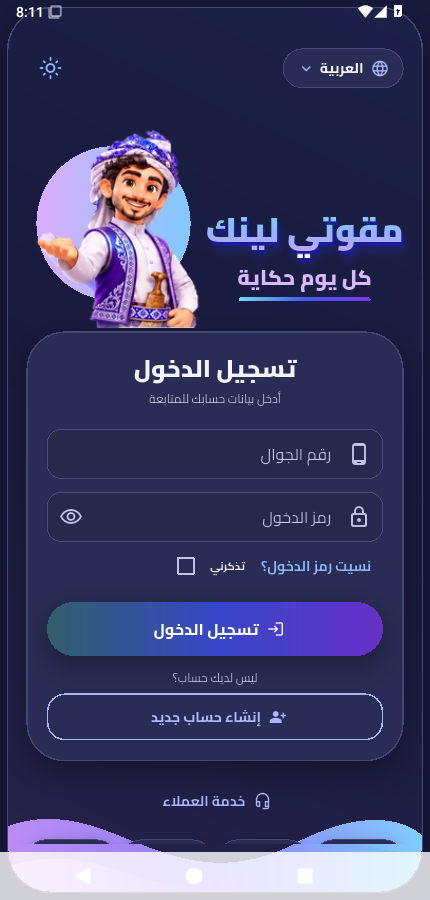 8:11
العربية
مقوتي لينك
كل يوم حكاية
تسجيل الدخول
أدخل بيانات حسابك للمتابعة
رقم الجوال
رمز الدخول
نسيت رمز الدخول؟ تذكرني
تسجيل الدخول
ليس لديك حساب؟
إنشاء حساب جديد
خدمة العملاء